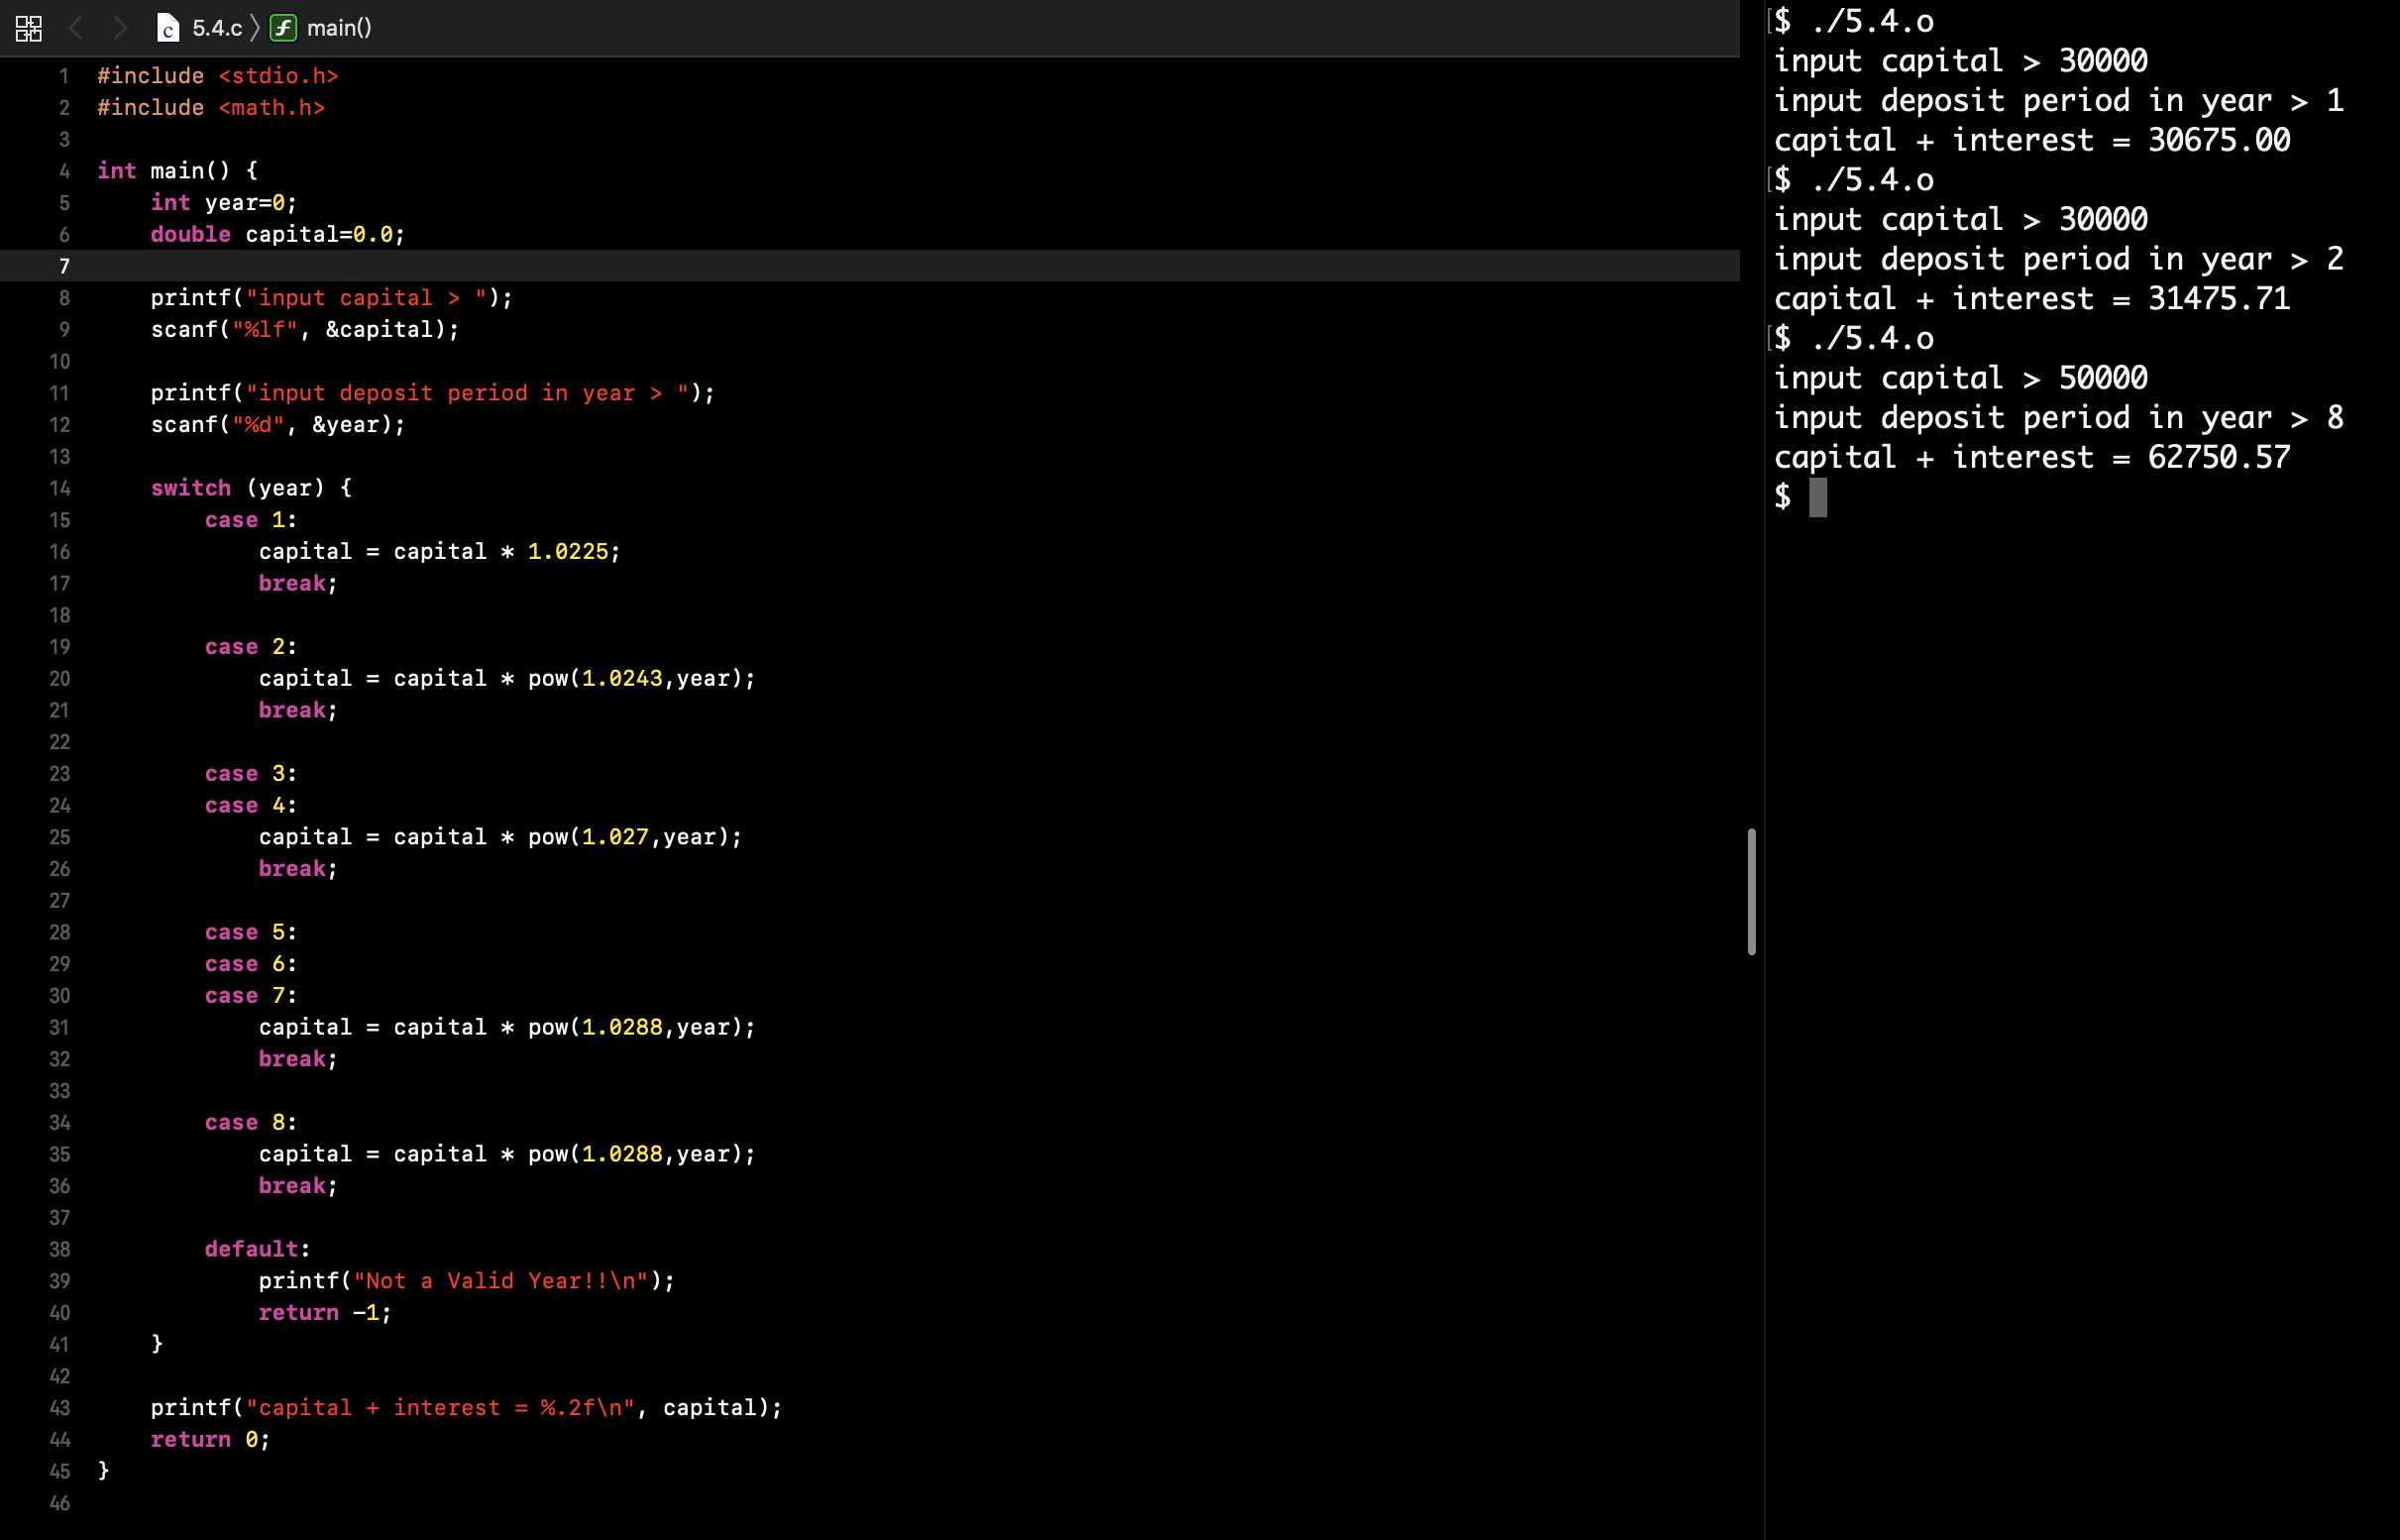 5.4.c main()
1 #include <stdio.h>
2 #include <math.h>
3
4 int main() {
5 int year=0;
6 double capital=0.0;
7
8 printf("input capital > ");
9 scanf("%lf", &capital);
10
11 printf("input deposit period in year > ");
12 scanf("%d", &year);
13
14 switch (year) {
15 case 1:
16 capital = capital * 1.0225;
17 break;
18
19 case 2:
20 capital = capital * pow(1.0243,year);
21 break;
22
23 case 3:
24 case 4:
25 capital = capital * pow(1.027,year);
26 break;
27
28 case 5:
29 case 6:
30 case 7:
31 capital = capital * pow(1.0288,year);
32 break;
33
34 case 8:
35 capital = capital * pow(1.0288,year);
36 break;
37
38 default:
39 printf("Not a Valid Year!!\n");
40 return -1;
41 }
42
43 printf("capital + interest = %.2f\n", capital);
44 return 0;
45 }
46
[$ ./5.4.o
input capital > 30000
input deposit period in year > 1
capital + interest = 30675.00
[$ ./5.4.o
input capital > 30000
input deposit period in year > 2
capital + interest = 31475.71
[$ ./5.4.o
input capital > 50000
input deposit period in year > 8
capital + interest = 62750.57
$